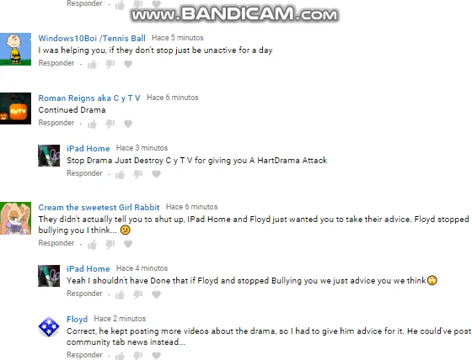 Responder
www.BANDICAM.com
Windows10Boi /Tennis Ball Hace 5 minutos
I was helping you, if they don't stop just be unactive for a day
Responder
Roman Reigns aka C y T V Hace 6 minutos
Continued Drama
Responder
iPad Home Hace 3 minutos
Stop Drama Just Destroy C y T V for giving you A HartDrama Attack
Responder
Cream the sweetest Girl Rabbit Hace 6 minutos
They didn't actually tell you to shut up, IPad Home and Floyd just wanted you to take their advice. Floyd stopped
bullying you I think... 😕
Responder
iPad Home Hace 4 minutos
Yeah I shouldn't have Done that if Floyd and stopped Bullying you we just advice you we think🙄
Responder
Floyd Hace 2 minutos
Correct, he kept posting more videos about the drama, so I had to give him advice for it. He could've post
community tab news instead...
Responder